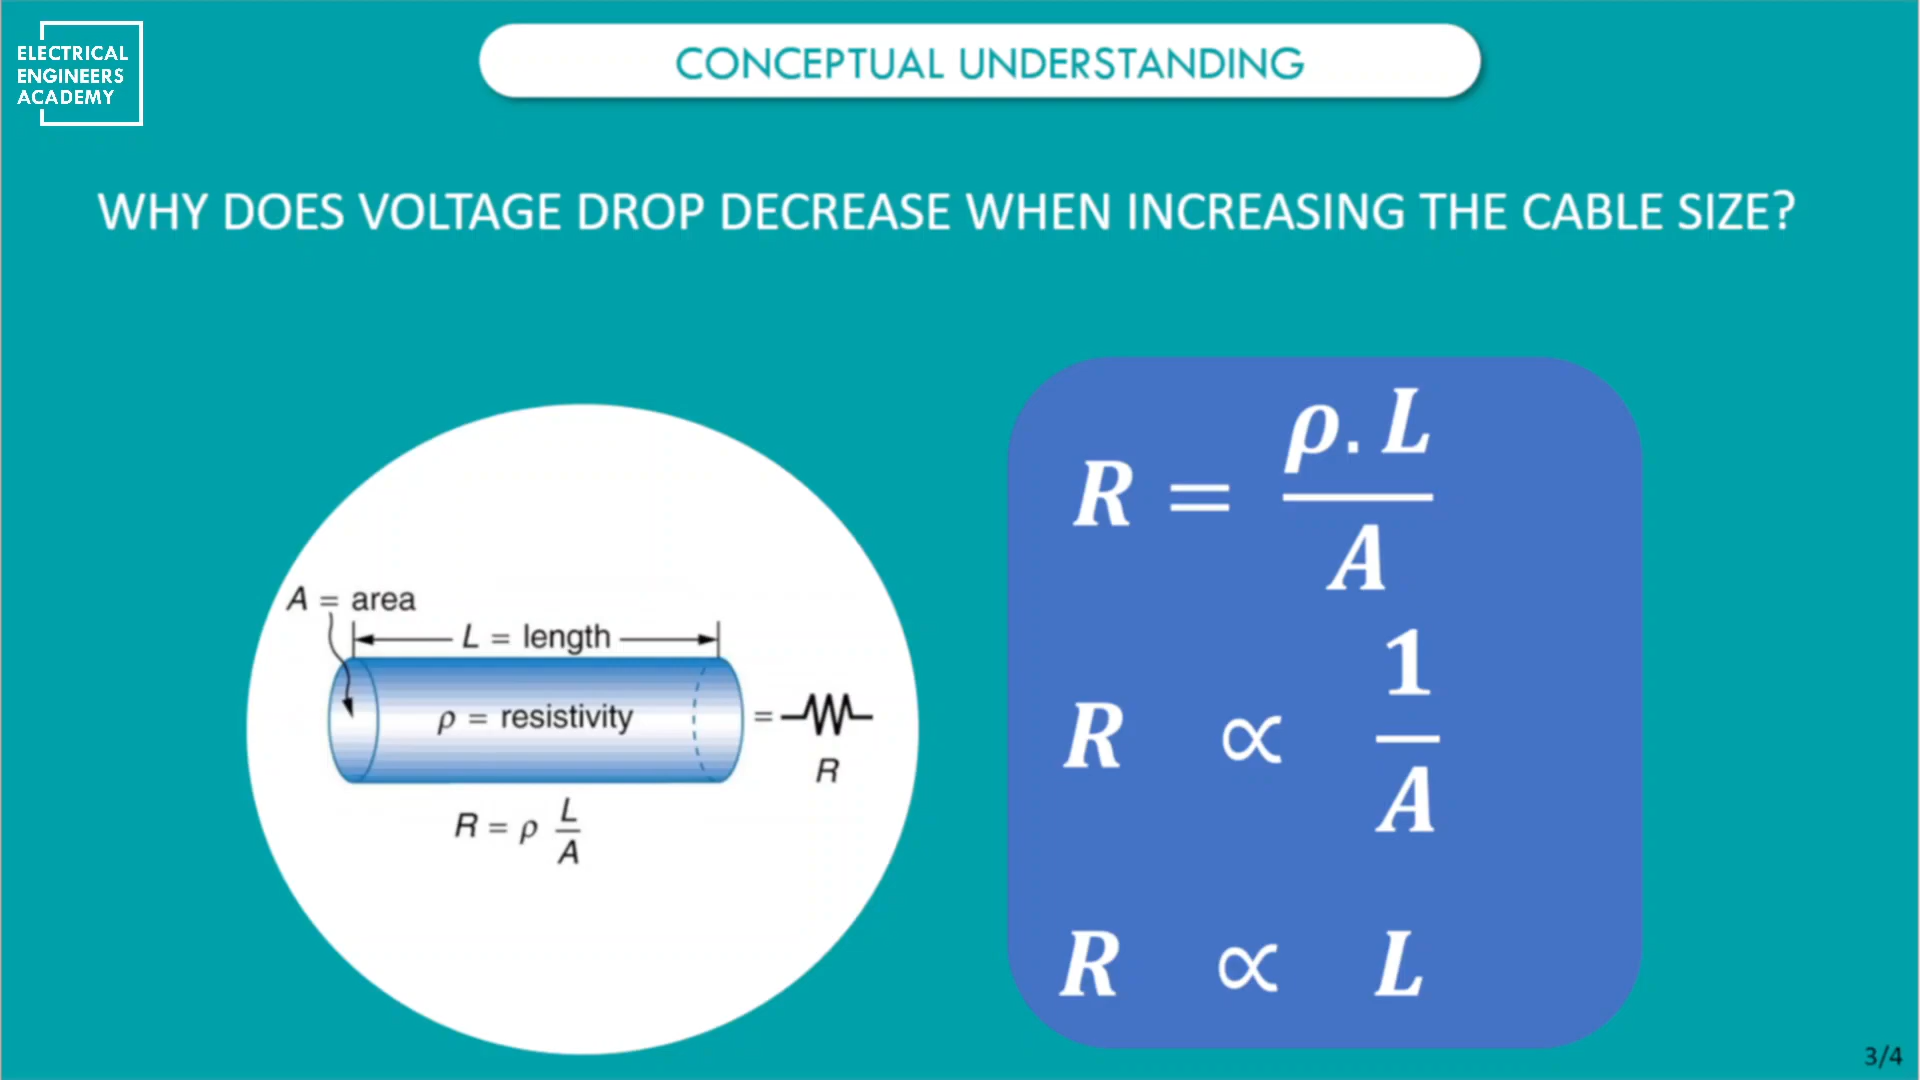 ELECTRICAL
ENGINEERS
ACADEMY
CONCEPTUAL UNDERSTANDING
WHY DOES VOLTAGE DROP DECREASE WHEN INCREASING THE CABLE SIZE?
A = area
L = length
ρ = resistivity
=
R
R = ρ L/A
R = ρ.L/A
R ∝ 1/A
R ∝ L
3/4